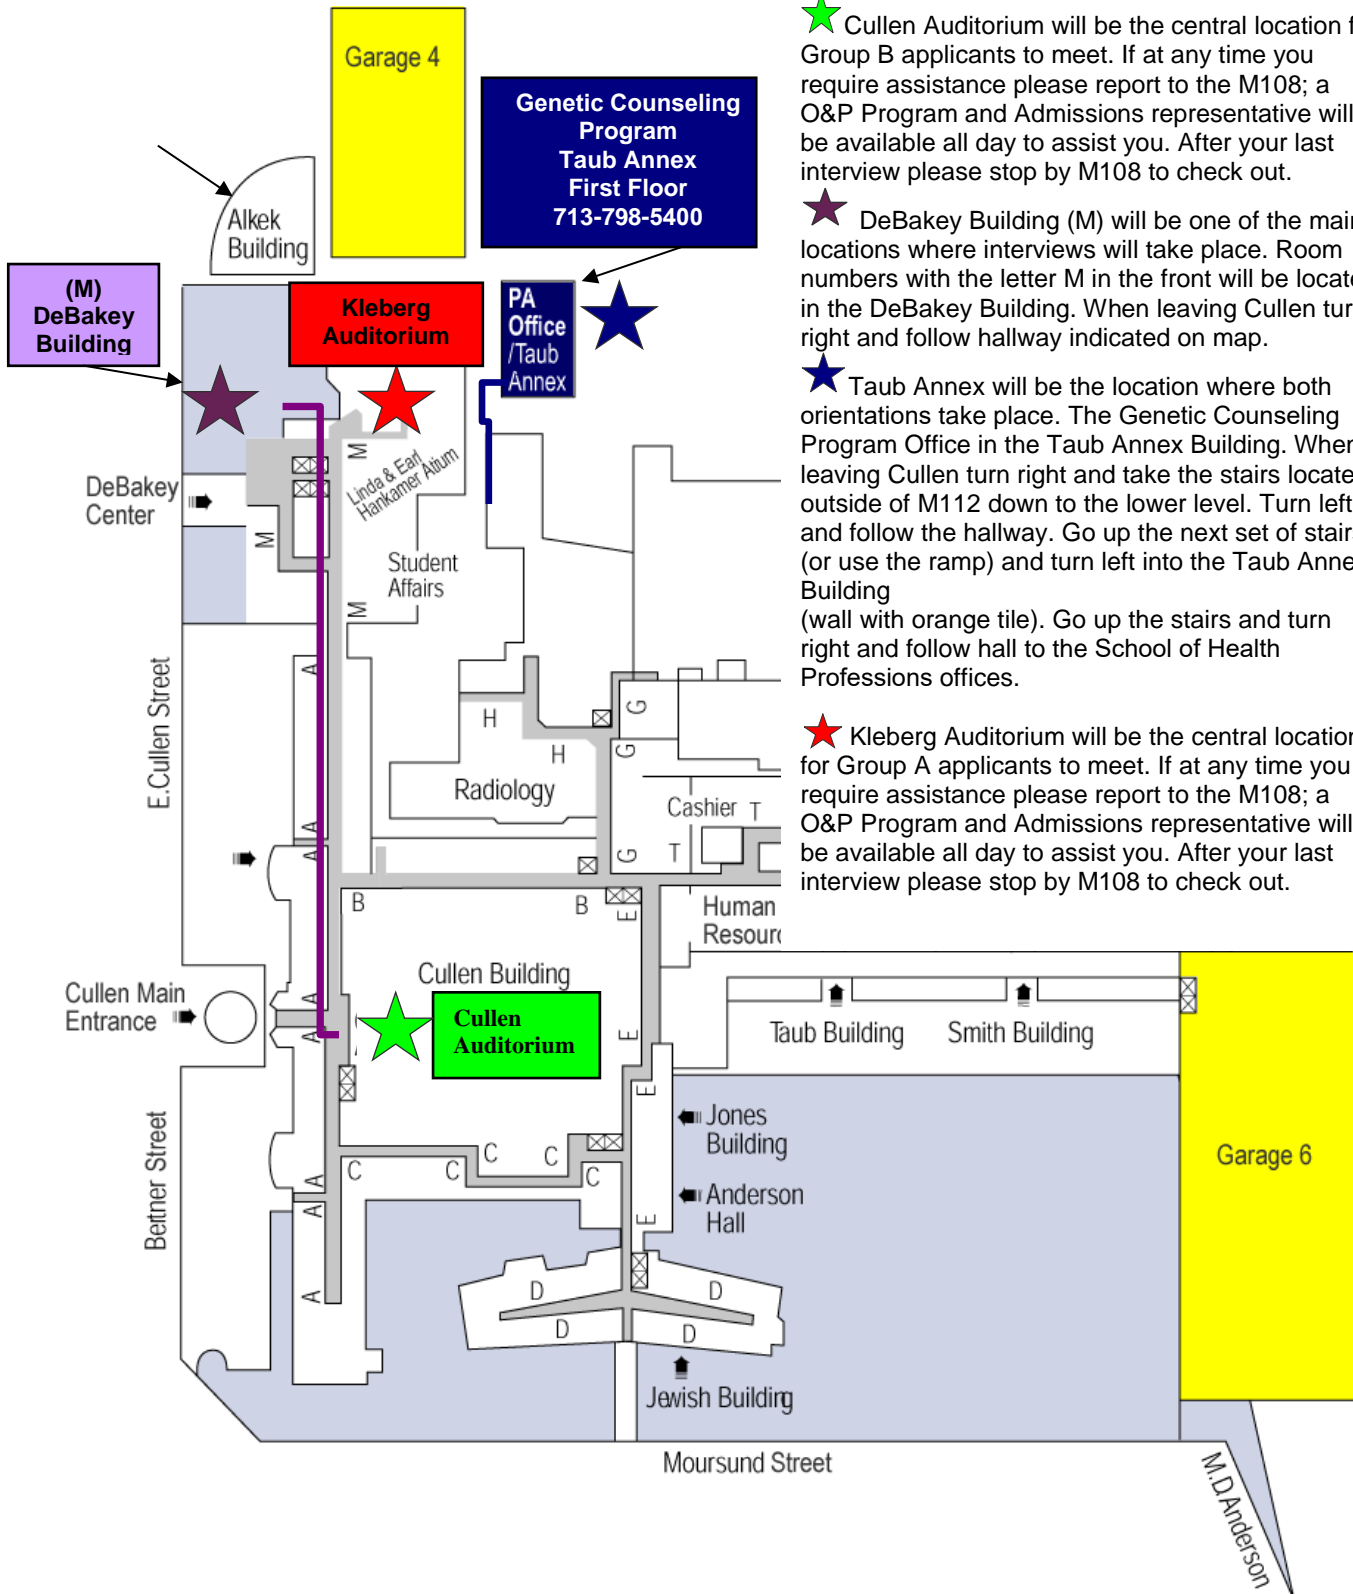 Garage 4
Genetic Counseling
Program
Taub Annex
First Floor
713-798-5400
Alkek
Building
(M)
DeBakey
Building
Kleberg
Auditorium
PA
Office
/Taub
Annex
DeBakey
Center
M
M
M
Linda & Earl
Hankamer Atium
Student
Affairs
E.Cullen Street
A
A
A
A
A
A
A
A
H
H
Radiology
G
G
G
Cashier
T
T
B
B
E
E
E
E
Human
Cullen Building
Cullen
Auditorium
Cullen Main
Entrance
Taub Building
Smith Building
Bertner Street
C
C
C
C
C
Jones
Building
Anderson
Hall
Garage 6
D
D
D
D
Jewish Building
Moursund Street
M.D.Anderson
Cullen Auditorium will be the central location
Group B applicants to meet. If at any time you
require assistance please report to the M108; a
O&P Program and Admissions representative will
be available all day to assist you. After your last
interview please stop by M108 to check out.
DeBakey Building (M) will be one of the main
locations where interviews will take place. Room
numbers with the letter M in the front will be locate
in the DeBakey Building. When leaving Cullen tur
right and follow hallway indicated on map.
Taub Annex will be the location where both
orientations take place. The Genetic Counseling
Program Office in the Taub Annex Building. When
leaving Cullen turn right and take the stairs locate
outside of M112 down to the lower level. Turn left
and follow the hallway. Go up the next set of stair
(or use the ramp) and turn left into the Taub Anne
Building
(wall with orange tile). Go up the stairs and turn
right and follow hall to the School of Health
Professions offices.
Kleberg Auditorium will be the central location
for Group A applicants to meet. If at any time you
require assistance please report to the M108; a
O&P Program and Admissions representative will
be available all day to assist you. After your last
interview please stop by M108 to check out.